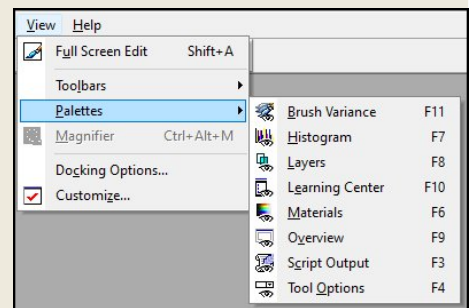 View Help
Full Screen Edit Shift+A
Toolbars
Palettes
Magnifier Ctrl+Alt+M
Docking Options...
Customize...
Brush Variance F11
Histogram F7
Layers F8
Learning Center F10
Materials F6
Overview F9
Script Output F3
Tool Options F4